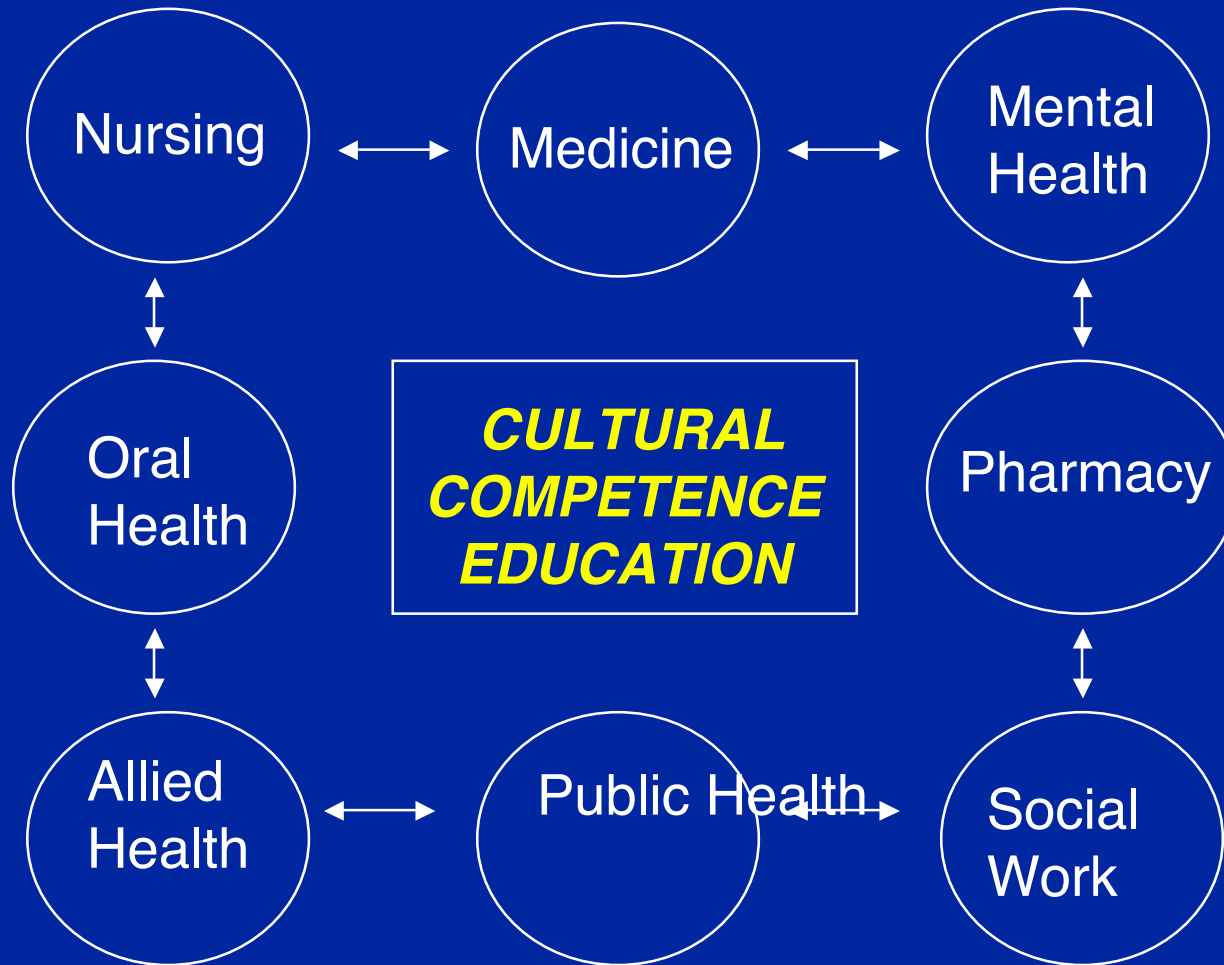 Nursing
Medicine
Mental
Health
Oral
Health
CULTURAL
COMPETENCE
EDUCATION
Pharmacy
Allied
Health
Public Health
Social
Work